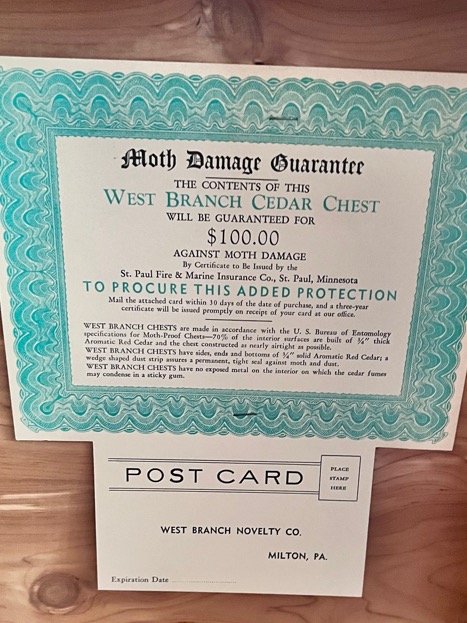 Moth Damage Guarantee
THE CONTENTS OF THIS
WEST BRANCH CEDAR CHEST
WILL BE GUARANTEED FOR
$100.00
AGAINST MOTH DAMAGE
By Certificate to Be Issued by the
St. Paul Fire & Marine Insurance Co., St. Paul, Minnesota
TO PROCURE THIS ADDED PROTECTION
Mail the attached card within 30 days of the date of purchase, and a three-year
certificate will be issued promptly on receipt of your card at our office.
WEST BRANCH CHESTS are made in accordance with the U. S. Bureau of Entomology
specifications for Moth-Proof Chests—70% of the interior surfaces are built of ¾" thick
Aromatic Red Cedar and the chest constructed as nearly airtight as possible.
WEST BRANCH CHESTS have sides, ends and bottoms of ¾" solid Aromatic Red Cedar; a
wedge shaped dust strip assures a permanent, tight seal against moth and dust.
WEST BRANCH CHESTS have no exposed metal on the interior on which the cedar fumes
may condense in a sticky gum.
POST CARD
PLACE
STAMP
HERE
WEST BRANCH NOVELTY CO.
MILTON, PA.
Expiration Date